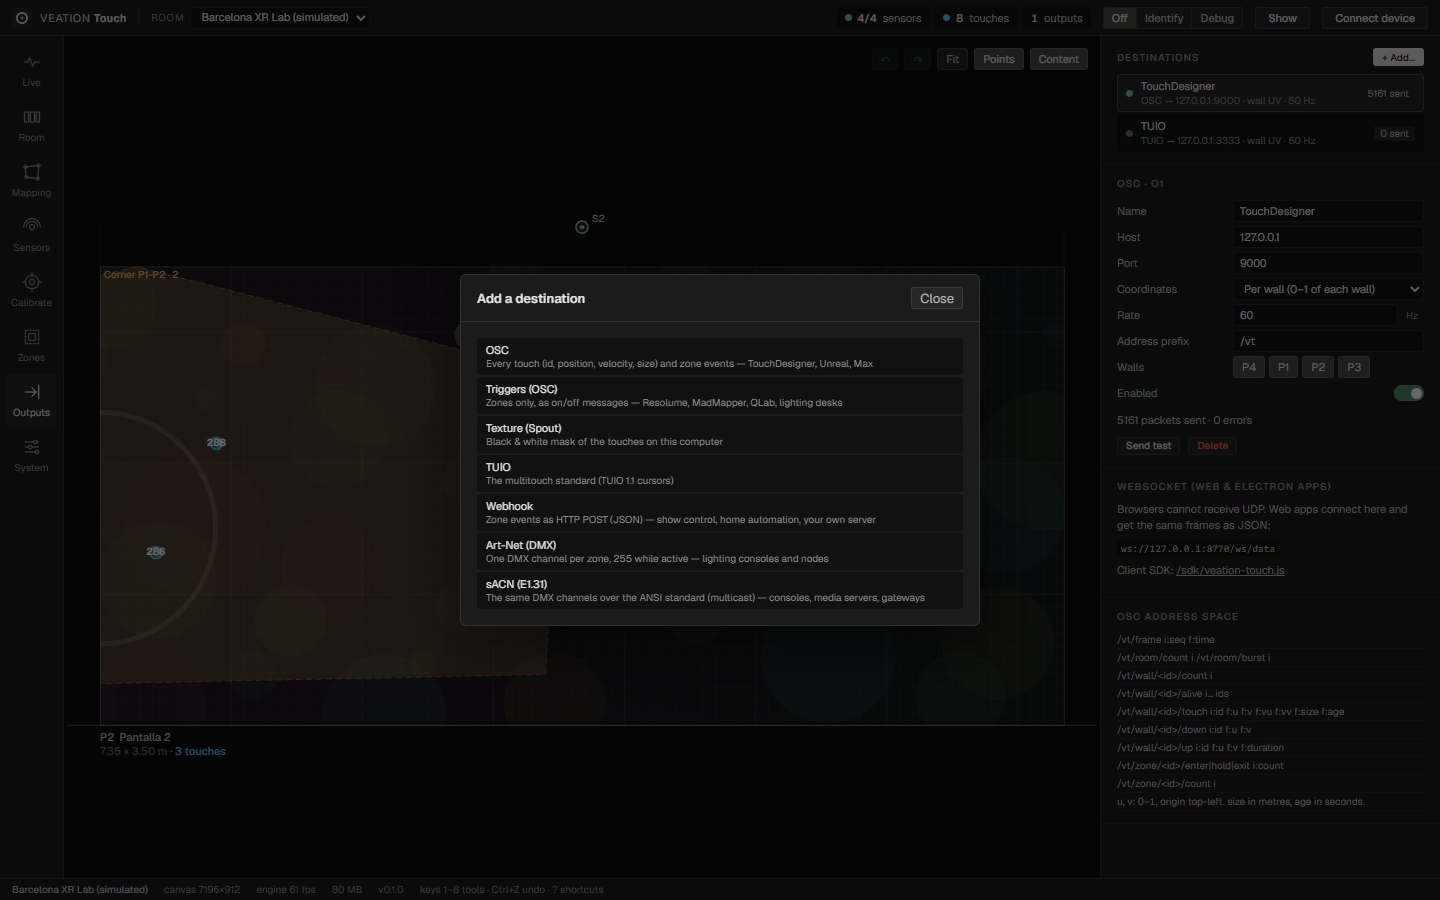 VEATION Touch
ROOM
Barcelona XR Lab (simulated)
4/4 sensors
8 touches
1 outputs
Off
Identify
Debug
Show
Connect device
Live
Room
Mapping
Sensors
Calibrate
Zones
Outputs
System
Fit
Points
Content
S2
Corner P1-P2 · 2
288
286
P2 Pantalla 2
7.35 × 3.50 m · 3 touches
Add a destination
Close
OSC
Every touch (id, position, velocity, size) and zone events — TouchDesigner, Unreal, Max
Triggers (OSC)
Zones only, as on/off messages — Resolume, MadMapper, QLab, lighting desks
Texture (Spout)
Black & white mask of the touches on this computer
TUIO
The multitouch standard (TUIO 1.1 cursors)
Webhook
Zone events as HTTP POST (JSON) — show control, home automation, your own server
Art-Net (DMX)
One DMX channel per zone, 255 while active — lighting consoles and nodes
sACN (E1.31)
The same DMX channels over the ANSI standard (multicast) — consoles, media servers, gateways
DESTINATIONS
+ Add...
TouchDesigner
OSC → 127.0.0.1:9000 · wall UV · 60 Hz
5161 sent
TUIO
TUIO → 127.0.0.1:3333 · wall UV · 60 Hz
0 sent
OSC · O1
Name
TouchDesigner
Host
127.0.0.1
Port
9000
Coordinates
Per wall (0–1 of each wall)
Rate
60
Hz
Address prefix
/vt
Walls
P4
P1
P2
P3
Enabled
5161 packets sent · 0 errors
Send test
Delete
WEBSOCKET (WEB & ELECTRON APPS)
Browsers cannot receive UDP. Web apps connect here and
get the same frames as JSON:
ws://127.0.0.1:8770/ws/data
Client SDK: /sdk/veation-touch.js
OSC ADDRESS SPACE
/vt/frame i:seq f:time
/vt/room/count i /vt/room/burst i
/vt/wall/<id>/count i
/vt/wall/<id>/alive i... ids
/vt/wall/<id>/touch i:id f:u f:v f:vu f:vv f:size f:age
/vt/wall/<id>/down i:id f:u f:v
/vt/wall/<id>/up i:id f:u f:v f:duration
/vt/zone/<id>/enter|hold|exit i:count
/vt/zone/<id>/count i
u, v: 0–1, origin top-left. size in metres, age in seconds.
Barcelona XR Lab (simulated)
canvas 7196×912
engine 61 fps
80 MB
v0.1.0
keys 1–8 tools · Ctrl+Z undo · ? shortcuts